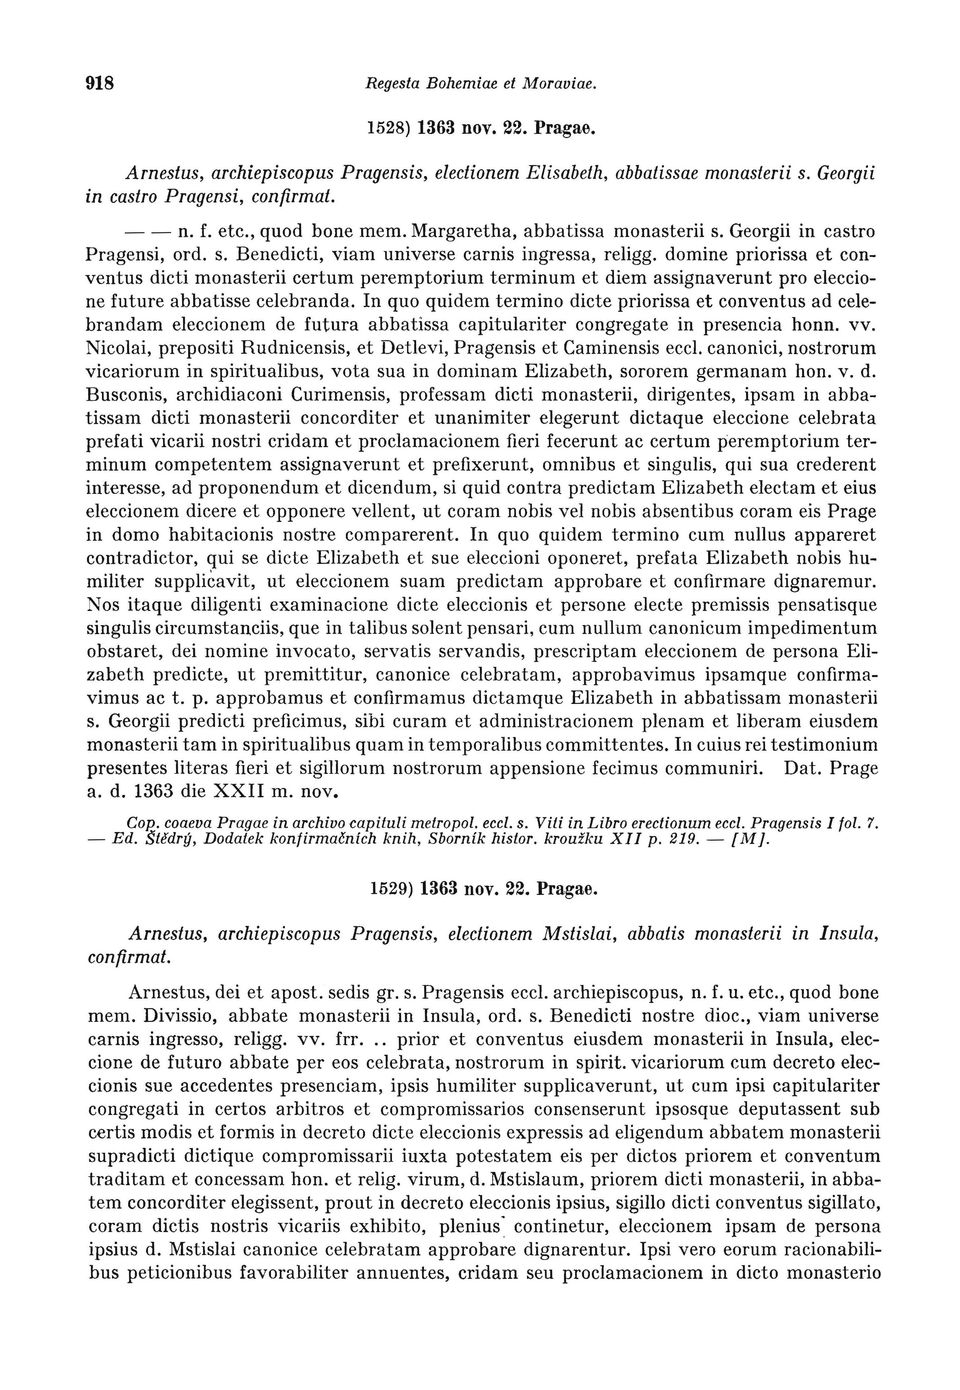 918 Regesta Bohemiae et Moraviae.
1528) 1363 nov. 22. Pragae.
Arnestus, archiepiscopus Pragensis, electionem Elisabeth, abbatissae monasterii s. Georgii
in castro Pragensi, confirmat.
— — n. f. etc., quod bone mem. Margaretha, abbatissa monasterii s. Georgii in castro
Pragensi, ord. s. Benedicti, viam universe carnis ingressa, religg. domine priorissa et con-
ventus dicti monasterii certum peremptorium terminum et diem assignaverunt pro eleccio-
ne future abbatisse celebranda. In quo quidem termino dicte priorissa et conventus ad cele-
brandam eleccionem de futura abbatissa capitulariter congregate in presencia honn. vv.
Nicolai, prepositi Rudnicensis, et Detlevi, Pragensis et Caminensis eccl. canonici, nostrorum
vicariorum in spiritualibus, vota sua in dominam Elizabeth, sororem germanam hon. v. d.
Busconis, archidiaconi Curimensis, professam dicti monasterii, dirigentes, ipsam in abba-
tissam dicti monasterii concorditer et unanimiter elegerunt dictaque eleccione celebrata
prefati vicarii nostri cridam et proclamacionem fieri fecerunt ac certum peremptorium ter-
minum competentem assignaverunt et prefixerunt, omnibus et singulis, qui sua crederent
interesse, ad proponendum et dicendum, si quid contra predictam Elizabeth electam et eius
eleccionem dicere et opponere vellent, ut coram nobis vel nobis absentibus coram eis Prage
in domo habitacionis nostre comparerent. In quo quidem termino cum nullus appareret
contradictor, qui se dicte Elizabeth et sue eleccioni oponeret, prefata Elizabeth nobis hu-
militer supplicavit, ut eleccionem suam predictam approbare et confirmare dignaremur.
Nos itaque diligenti examinacione dicte eleccionis et persone electe premissis pensatisque
singulis circumstanciis, que in talibus solent pensari, cum nullum canonicum impedimentum
obstaret, dei nomine invocato, servatis servandis, prescriptam eleccionem de persona Eli-
zabeth predicte, ut premittitur, canonice celebratam, approbavimus ipsamque confirma-
vimus ac t. p. approbamus et confirmamus dictamque Elizabeth in abbatissam monasterii
s. Georgii predicti preficimus, sibi curam et administracionem plenam et liberam eiusdem
monasterii tam in spiritualibus quam in temporalibus committentes. In cuius rei testimonium
presentes literas fieri et sigillorum nostrorum appensione fecimus communiri. Dat. Prage
a. d. 1363 die XXII m. nov.
Cop. coaeva Pragae in archivo capituli metropol. eccl. s. Viti in Libro erectionum eccl. Pragensis I fol. 7.
— Ed. Štědrý, Dodatek konfirmačních knih, Sborník histor. kroužku XII p. 219. — [M].
1529) 1363 nov. 22. Pragae.
Arnestus, archiepiscopus Pragensis, electionem Mstislai, abbatis monasterii in Insula,
confirmat.
Arnestus, dei et apost. sedis gr. s. Pragensis eccl. archiepiscopus, n. f. u. etc., quod bone
mem. Divissio, abbate monasterii in Insula, ord. s. Benedicti nostre dioc., viam universe
carnis ingresso, religg. vv. frr. .. prior et conventus eiusdem monasterii in Insula, elec-
cione de futuro abbate per eos celebrata, nostrorum in spirit. vicariorum cum decreto elec-
cionis sue accedentes presenciam, ipsis humiliter supplicaverunt, ut cum ipsi capitulariter
congregati in certos arbitros et compromissarios consenserunt ipsosque deputassent sub
certis modis et formis in decreto dicte eleccionis expressis ad eligendum abbatem monasterii
supradicti dictique compromissarii iuxta potestatem eis per dictos priorem et conventum
traditam et concessam hon. et relig. virum, d. Mstislaum, priorem dicti monasterii, in abba-
tem concorditer elegissent, prout in decreto eleccionis ipsius, sigillo dicti conventus sigillato,
coram dictis nostris vicariis exhibito, plenius continetur, eleccionem ipsam de persona
ipsius d. Mstislai canonice celebratam approbare dignarentur. Ipsi vero eorum racionabili-
bus peticionibus favorabiliter annuentes, cridam seu proclamacionem in dicto monasterio